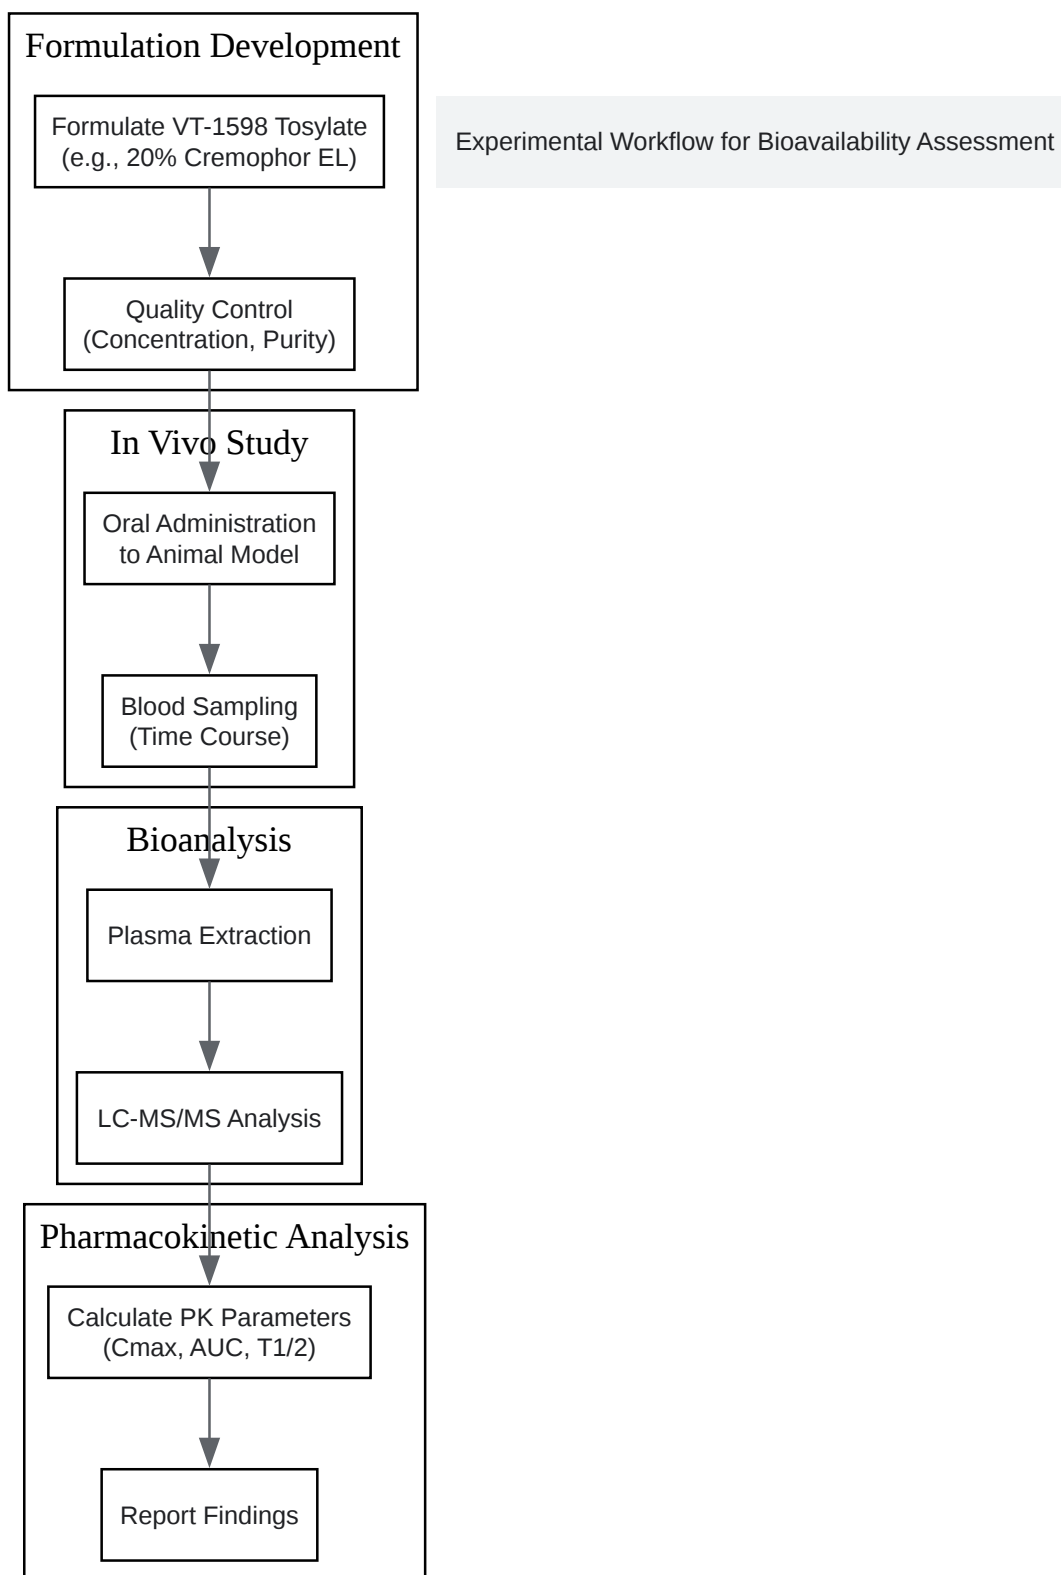 Formulation Development
Formulate VT-1598 Tosylate
(e.g., 20% Cremophor EL)
Experimental Workflow for Bioavailability Assessment
Quality Control
(Concentration, Purity)
In Vivo Study
Oral Administration
to Animal Model
Blood Sampling
(Time Course)
Bioanalysis
Plasma Extraction
LC-MS/MS Analysis
Pharmacokinetic Analysis
Calculate PK Parameters
(Cmax, AUC, T1/2)
Report Findings